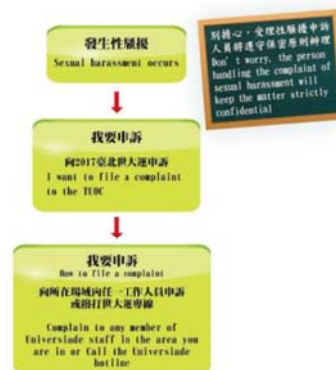 發生性騷擾
Sexual harassment occurs
別擔心，受理性騷擾申訴
人員將遵守保密原則辦理
Don't worry, the person
handling the complaint of
sexual harassment will
keep the matter strictly
confidential
我要申訴
向2017臺北世大運申訴
I want to file a complaint
to the TUOC
我要申訴
How to file a complaint
向所在場域內任一工作人員申訴
或撥打世大運專線
Complain to any member of
Universiade staff in the area you
are in or Call the Universiade
hotline